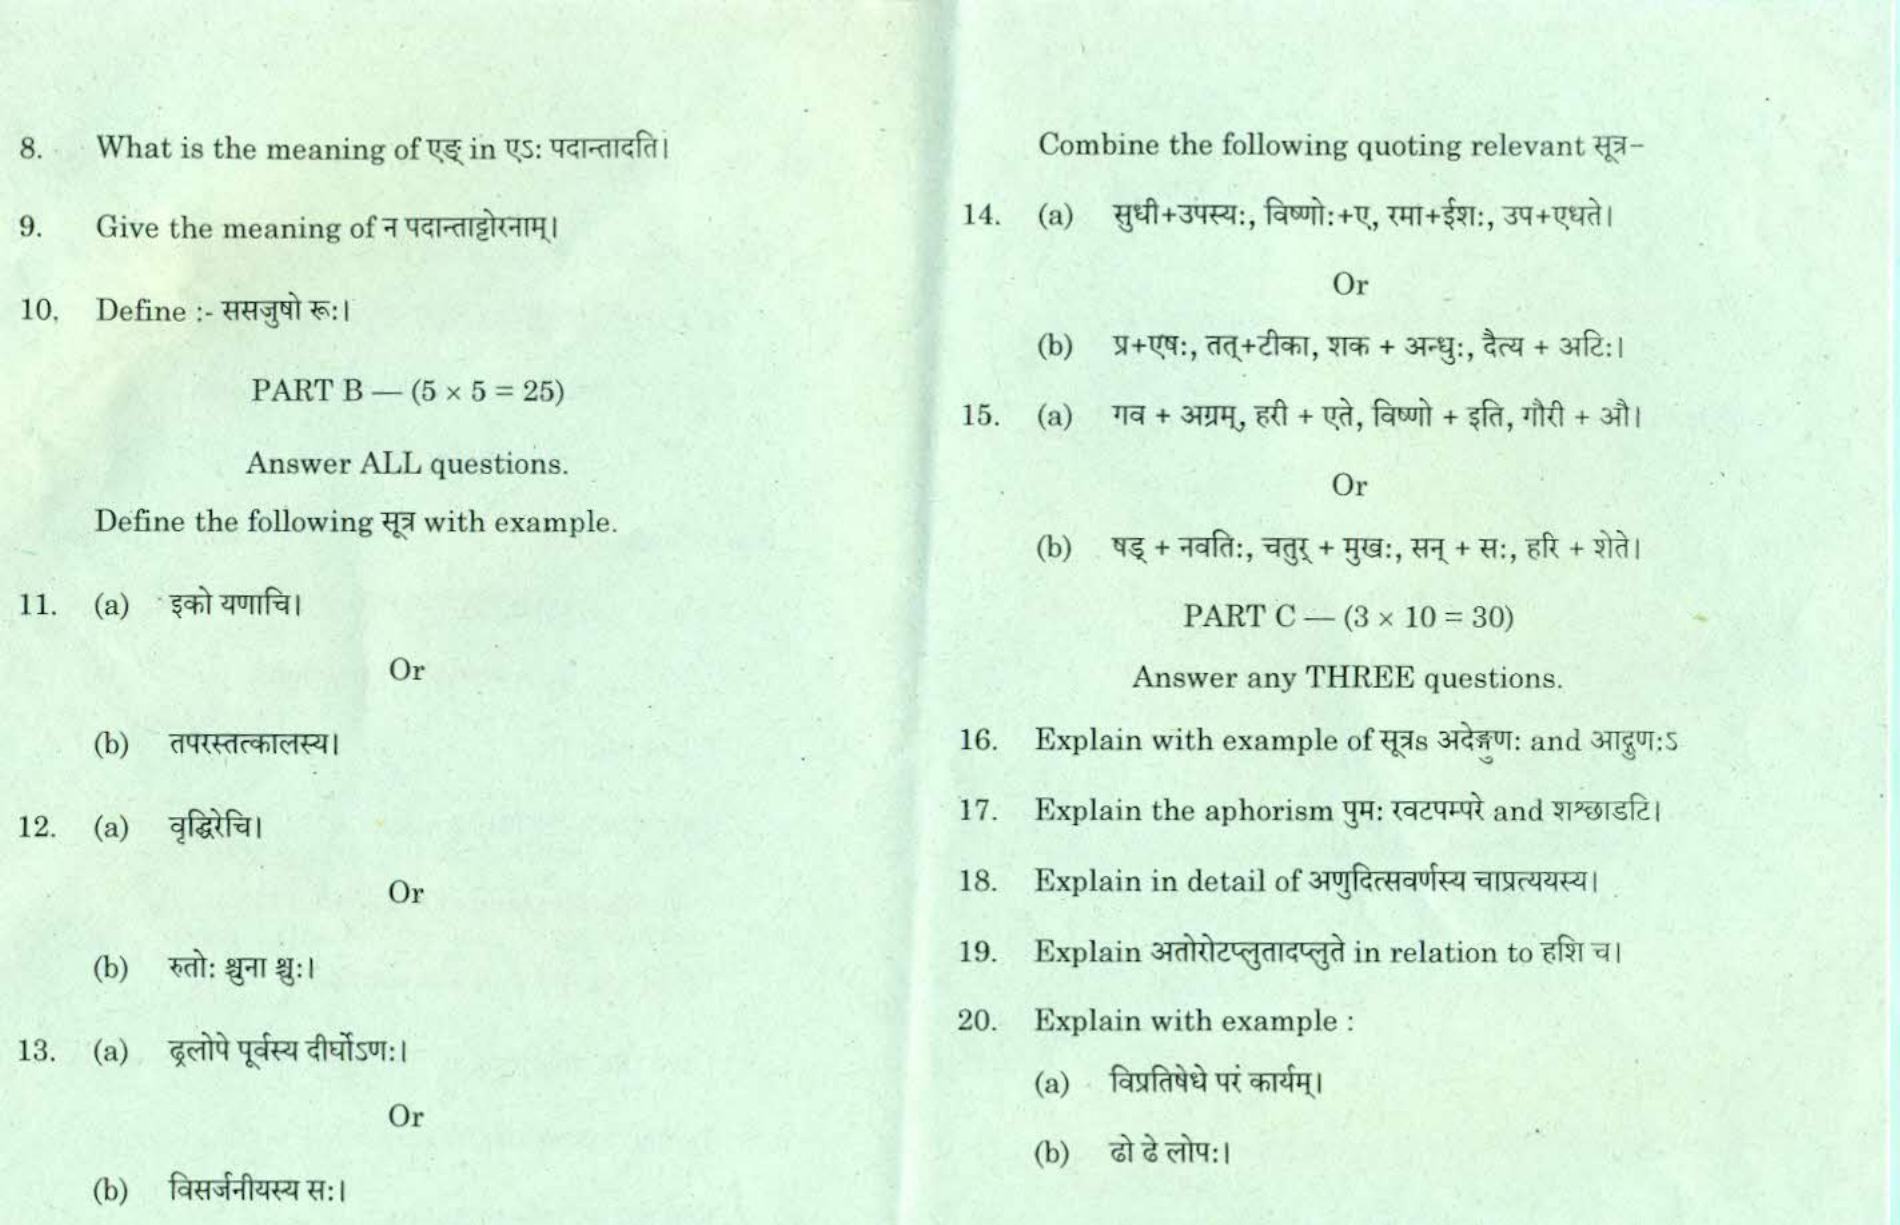 8. What is the meaning of एङ् in एऽ: पदान्तादति।
9. Give the meaning of न पदान्ताट्टोरनाम्।
10. Define :- ससजुषो रू:।
PART B — (5 × 5 = 25)
Answer ALL questions.
Define the following सूत्र with example.
11. (a) इको यणाचि।
Or
(b) तपरस्तत्कालस्य।
12. (a) वृद्धिरेचि।
Or
(b) रुतो: श्चुना श्चु:।
13. (a) द्रलोपे पूर्वस्य दीर्घोऽण:।
Or
(b) विसर्जनीयस्य स:।
Combine the following quoting relevant सूत्र–
14. (a) सुधी+उपस्य:, विष्णो:+ए, रमा+ईश:, उप+एधते।
Or
(b) प्र+एष:, तत्+टीका, शक + अन्धु:, दैत्य + अटि:।
15. (a) गव + अग्रम्, हरी + एते, विष्णो + इति, गौरी + औ।
Or
(b) षड् + नवति:, चतुर् + मुख:, सन् + स:, हरि + शेते।
PART C — (3 × 10 = 30)
Answer any THREE questions.
16. Explain with example of सूत्रs अदेङ्गुण: and आद्गुण:ऽ
17. Explain the aphorism पुम: रवटपम्परे and शश्छाडटि।
18. Explain in detail of अणुदित्सवर्णस्य चाप्रत्ययस्य।
19. Explain अतोरोटप्लुतादप्लुते in relation to हशि च।
20. Explain with example :
(a) विप्रतिषेधे परं कार्यम्।
(b) ढो ढे लोप:।